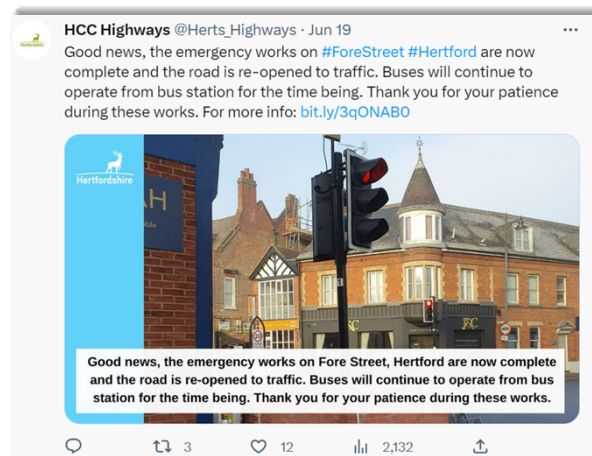 HCC Highways @Herts_Highways · Jun 19
Good news, the emergency works on #ForeStreet #Hertford are now
complete and the road is re-opened to traffic. Buses will continue to
operate from bus station for the time being. Thank you for your patience
during these works. For more info: bit.ly/3qONAB0
Hertfordshire
AH
Good news, the emergency works on Fore Street, Hertford are now complete
and the road is re-opened to traffic. Buses will continue to operate from bus
station for the time being. Thank you for your patience during these works.
3 12 2,132